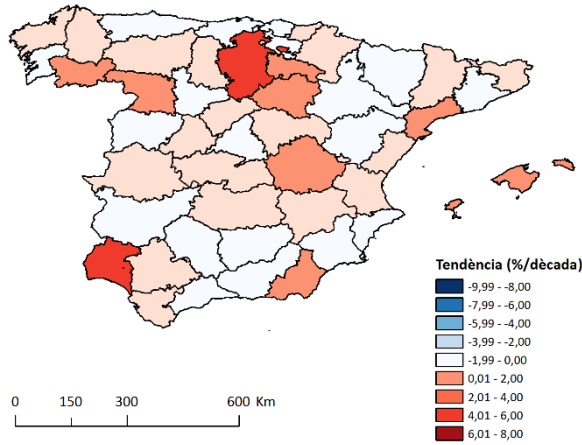 Tendència (%/dècada)
-9,99 - -8,00
-7,99 - -6,00
-5,99 - -4,00
-3,99 - -2,00
-1,99 - 0,00
0,01 - 2,00
2,01 - 4,00
4,01 - 6,00
6,01 - 8,00
0 150 300 600 Km